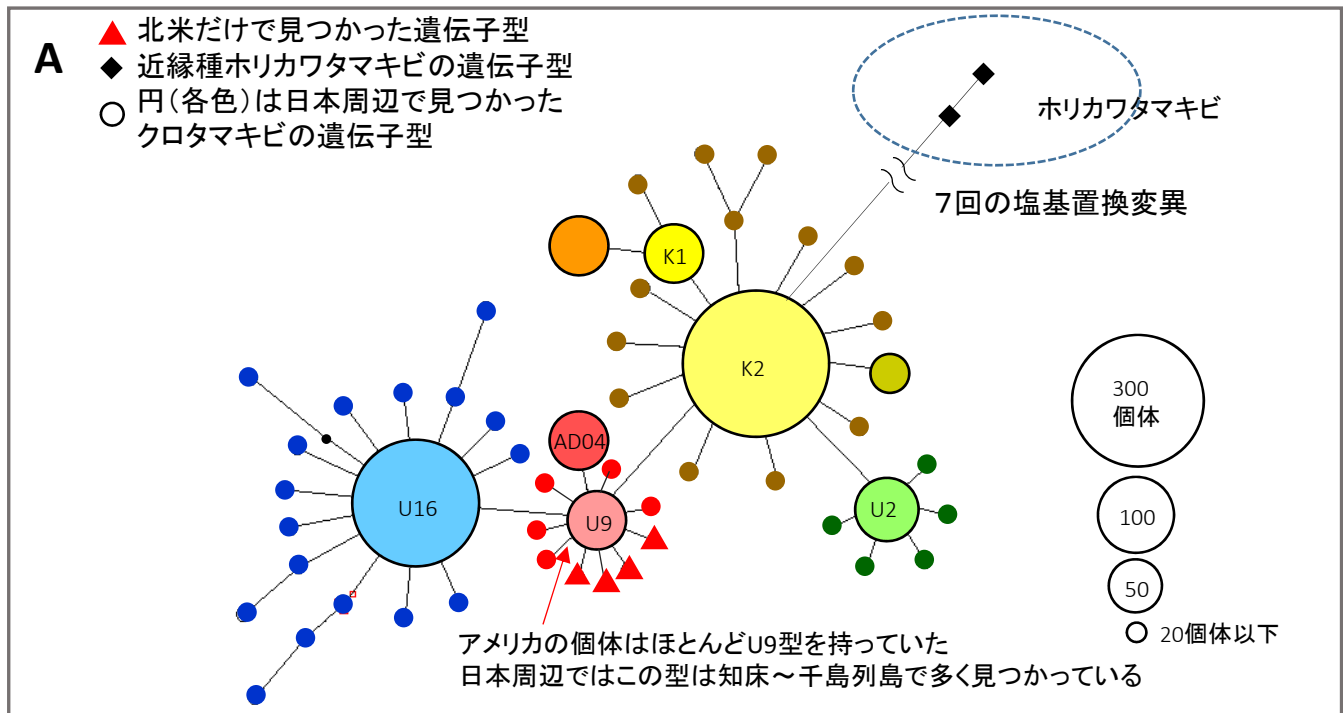 A
北米だけで見つかった遺伝子型
近縁種ホリカワタマキビの遺伝子型
円(各色)は日本周辺で見つかった
クロタマキビの遺伝子型
ホリカワタマキビ
7回の塩基置換変異
K1
K2
AD04
U16
U9
U2
300
個体
100
50
20個体以下
アメリカの個体はほとんどU9型を持っていた
日本周辺ではこの型は知床~千島列島で多く見つかっている